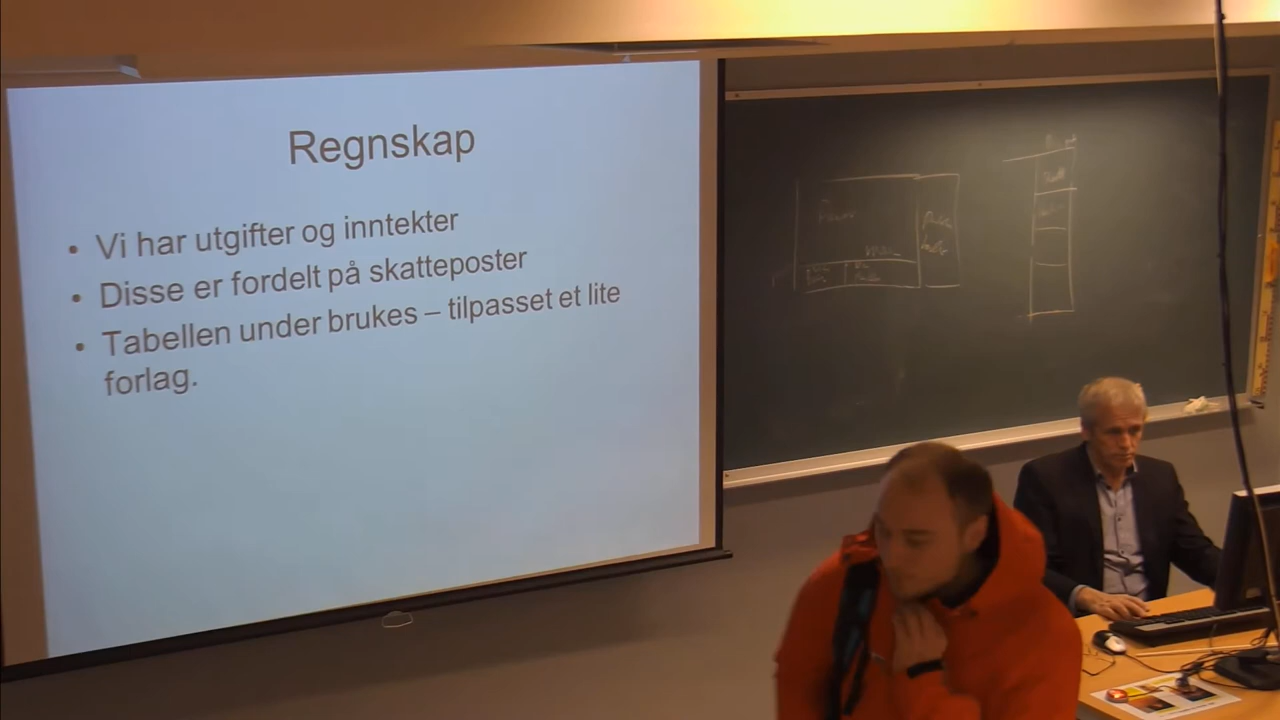 Regnskap
• Vi har utgifter og inntekter
• Disse er fordelt på skatteposter
• Tabellen under brukes – tilpasset et lite
forlag.